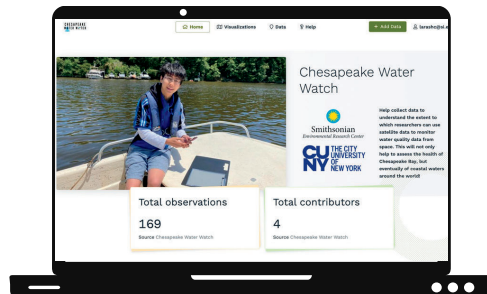 CHESAPEAKE
WATER WATCH
Home
Visualizations
Data
Help
+ Add Data
Chesapeake Water
Watch
Smithsonian
Environmental Research Center
CU
NY
THE CITY
UNIVERSITY
OF
NEW YORK
Help collect data to
understand the extent to
which researchers can use
satellite data to monitor
water quality data from
space. This will not only
help to assess the health of
Chesapeake Bay, but
eventually of coastal waters
around the world!
Total observations
169
Source Chesapeake Water Watch
Total contributors
4
Source Chesapeake Water Watch